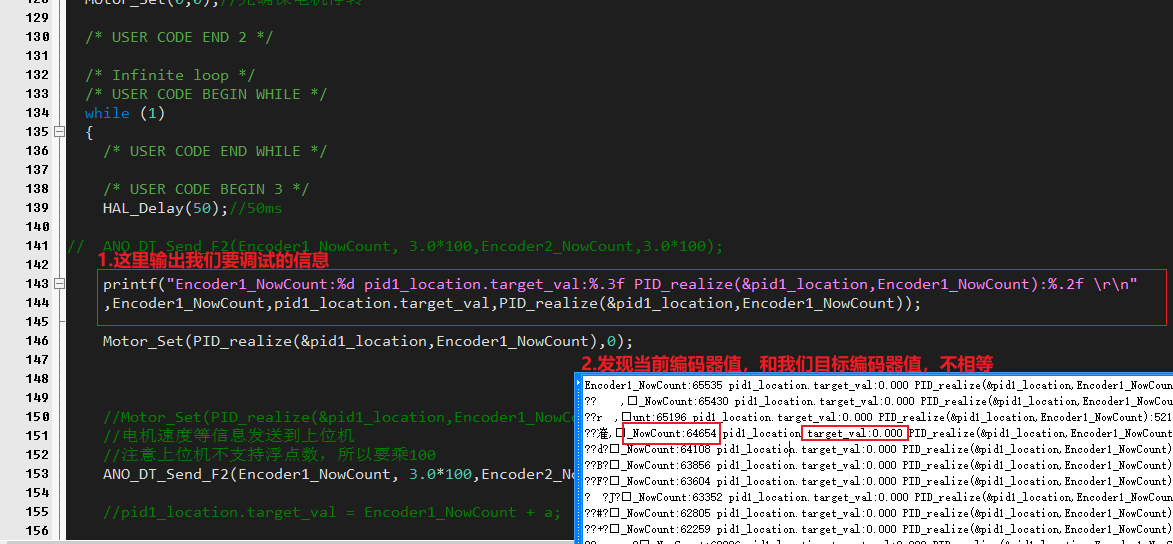 128 Motor_Set(0,0);//先确保电机停转
129
130 /* USER CODE END 2 */
131
132 /* Infinite loop */
133 /* USER CODE BEGIN WHILE */
134 while (1)
135 {
136 /* USER CODE END WHILE */
137
138 /* USER CODE BEGIN 3 */
139 HAL_Delay(50);//50ms
140
141 // ANO_DT_Send_F2(Encoder1_NowCount, 3.0*100,Encoder2_NowCount,3.0*100);
142 1.这里输出我们要调试的信息
143 printf("Encoder1_NowCount:%d pid1_location.target_val:%.3f PID_realize(&pid1_location,Encoder1_NowCount):%.2f \r\n"
144 ,Encoder1_NowCount,pid1_location.target_val,PID_realize(&pid1_location,Encoder1_NowCount));
145
146 Motor_Set(PID_realize(&pid1_location,Encoder1_NowCount),0);
147 2.发现当前编码器值，和我们目标编码器值，不相等
148
149
150 //Motor_Set(PID_realize(&pid1_location,Encoder1_NowC
151 //电机速度等信息发送到上位机
152 //注意上位机不支持浮点数，所以要乘100
153 ANO_DT_Send_F2(Encoder1_NowCount, 3.0*100,Encoder2_No
154
155 //pid1_location.target_val = Encoder1_NowCount + a;
156
Encoder1_NowCount:65535 pid1_location.target_val:0.000 PID_realize(&pid1_location,Encoder1_NowCoun
?? ,□_NowCount:65430 pid1_location.target_val:0.000 PID_realize(&pid1_location,Encoder1_NowCount
??r ,□unt:65196 pid1_location.target_val:0.000 PID_realize(&pid1_location,Encoder1_NowCount):521
,□_NowCount:64654 pid1_location.target_val:0.000 PID_realize(&pid1_location,Encoder1_NowCount
??d?□_NowCount:64108 pid1_location.target_val:0.000 PID_realize(&pid1_location,Encoder1_NowCount
??B?□_NowCount:63856 pid1_location.target_val:0.000 PID_realize(&pid1_location,Encoder1_NowCount
??F?□_NowCount:63604 pid1_location.target_val:0.000 PID_realize(&pid1_location,Encoder1_NowCount
? ?J?□_NowCount:63352 pid1_location.target_val:0.000 PID_realize(&pid1_location,Encoder1_NowCount
??#?□_NowCount:62805 pid1_location.target_val:0.000 PID_realize(&pid1_location,Encoder1_NowCount
??+?□_NowCount:62259 pid1_location.target_val:0.000 PID_realize(&pid1_location,Encoder1_NowCount